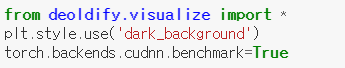 from deoldify.visualize import *
plt.style.use('dark_background')
torch.backends.cudnn.benchmark=True